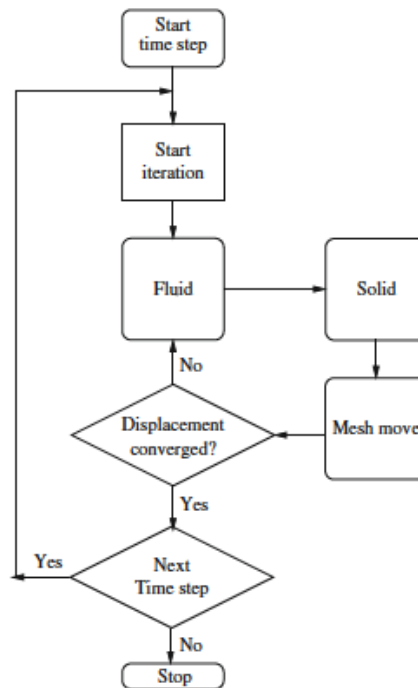 Start
time step
Start
iteration
Fluid
Solid
No
Displacement
converged?
Mesh move
Yes
Yes
Next
Time step
No
Stop